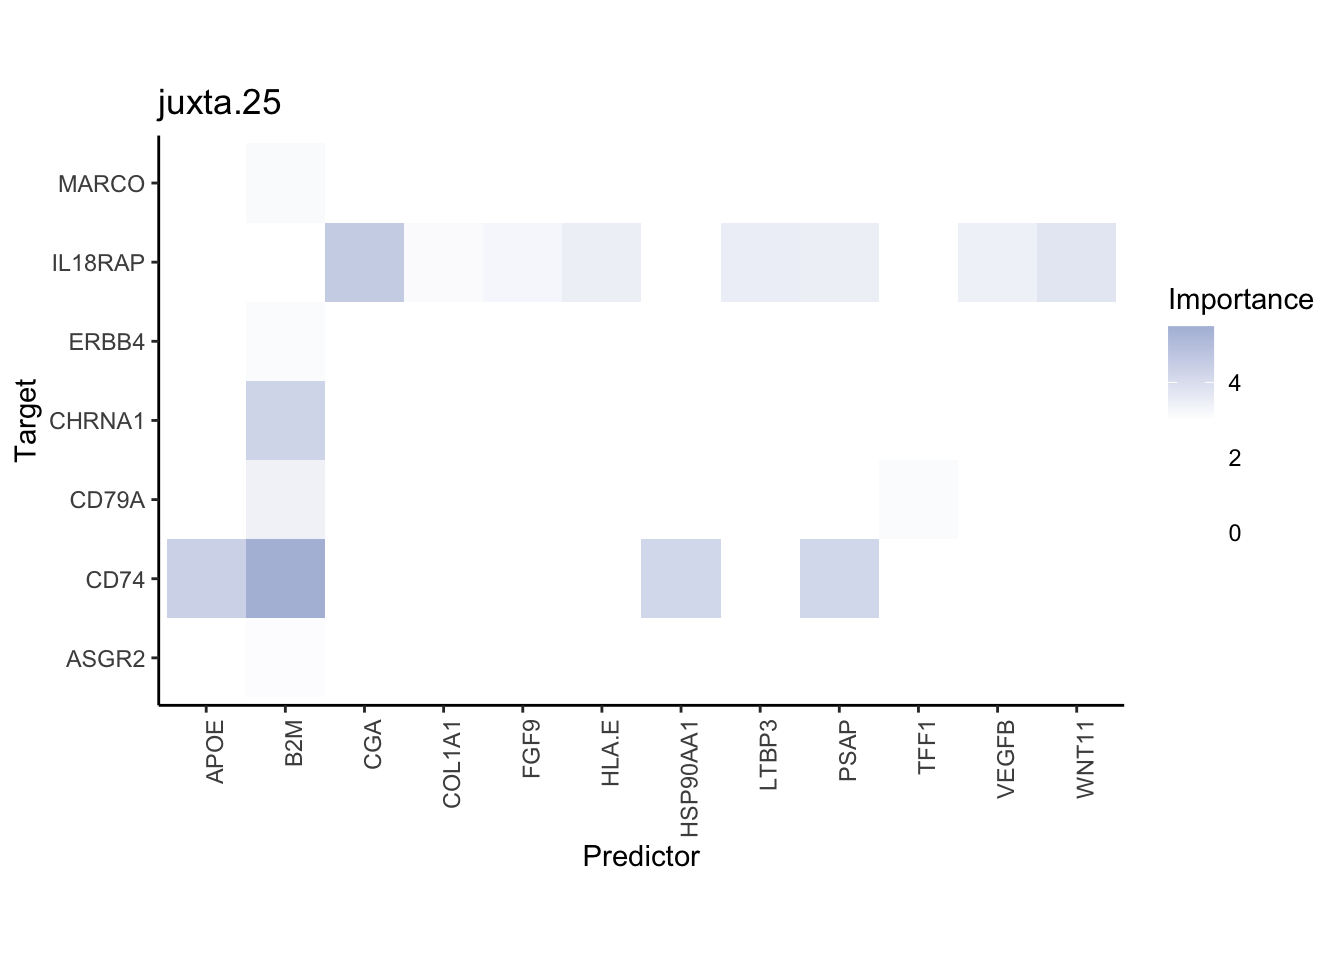 juxta.25
MARCO
IL18RAP
ERBB4
CHRNA1
CD79A
CD74
ASGR2
Target
APOE
B2M
CGA
COL1A1
FGF9
HLA.E
HSP90AA1
LTBP3
PSAP
TFF1
VEGFB
WNT11
Predictor
Importance
4
2
0